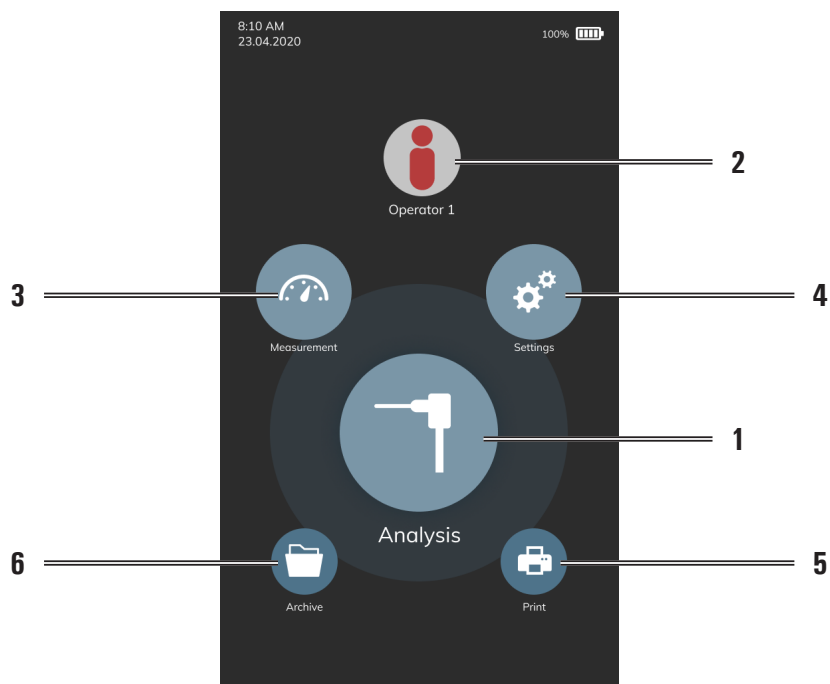 8:10 AM
23.04.2020
100%
2
Operator 1
3
4
Measurement
Settings
1
Analysis
6
5
Archive
Print